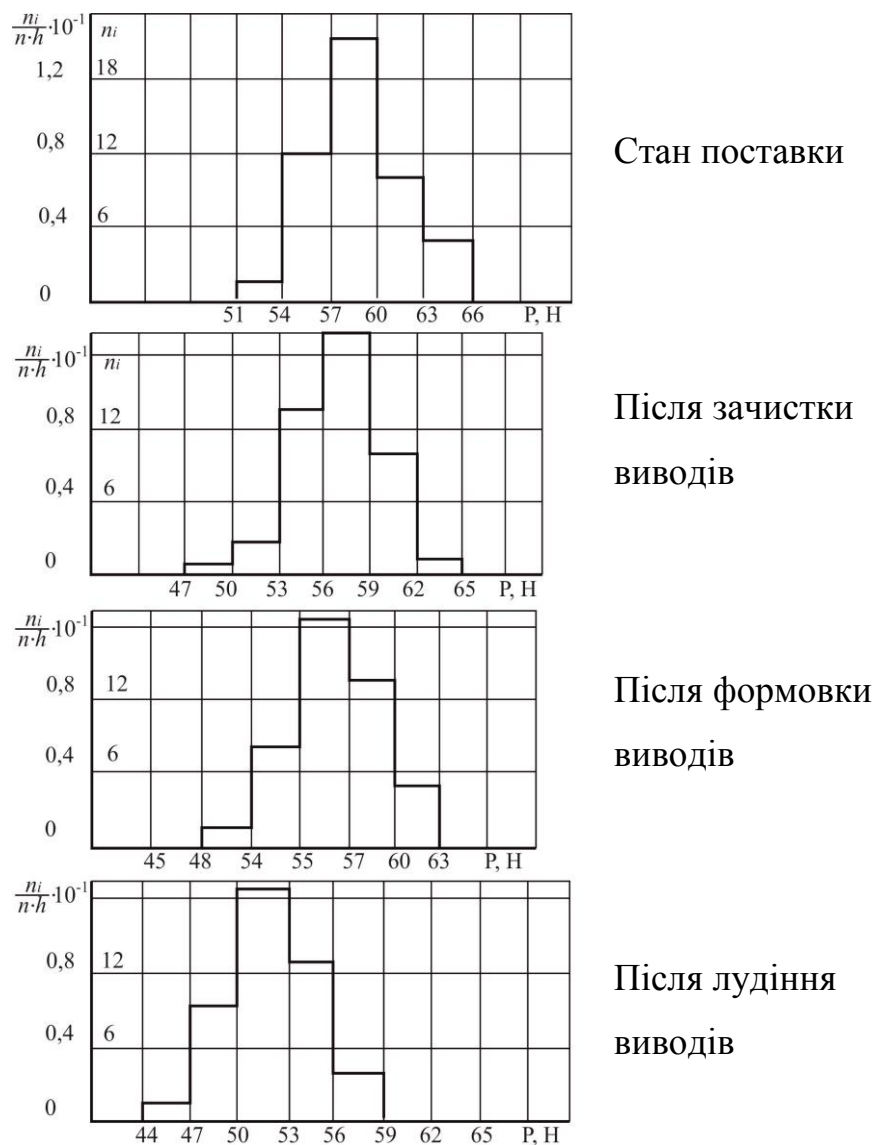 nᵢ/n·h·10⁻¹ nᵢ
1,2 18
0,8 12
0,4 6
0
51 54 57 60 63 66 P, H
Стан поставки
nᵢ/n·h·10⁻¹ nᵢ
0,8 12
0,4 6
0
47 50 53 56 59 62 65 P, H
Після зачистки
виводів
nᵢ/n·h·10⁻¹
0,8 12
0,4 6
0
45 48 54 55 57 60 63 P, H
Після формовки
виводів
nᵢ/n·h·10⁻¹
0,8 12
0,4 6
0
44 47 50 53 56 59 62 65 P, H
Після лудіння
виводів